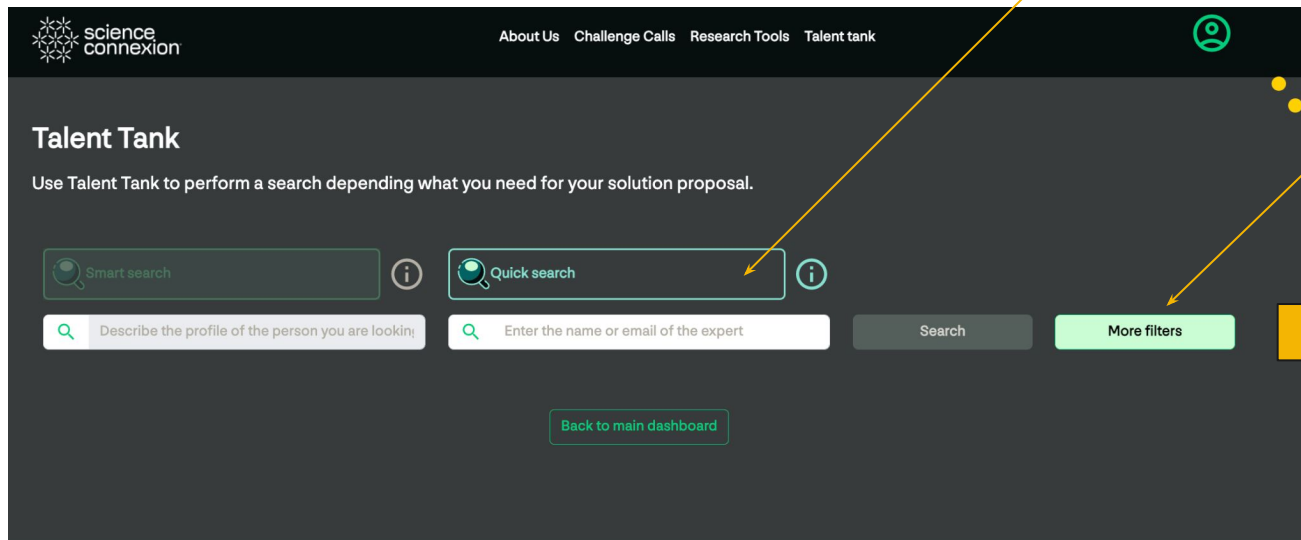 science
connexion
About Us Challenge Calls Research Tools Talent tank
Talent Tank
Use Talent Tank to perform a search depending what you need for your solution proposal.
Smart search
Quick search
Describe the profile of the person you are looking
Enter the name or email of the expert
Search
More filters
Back to main dashboard